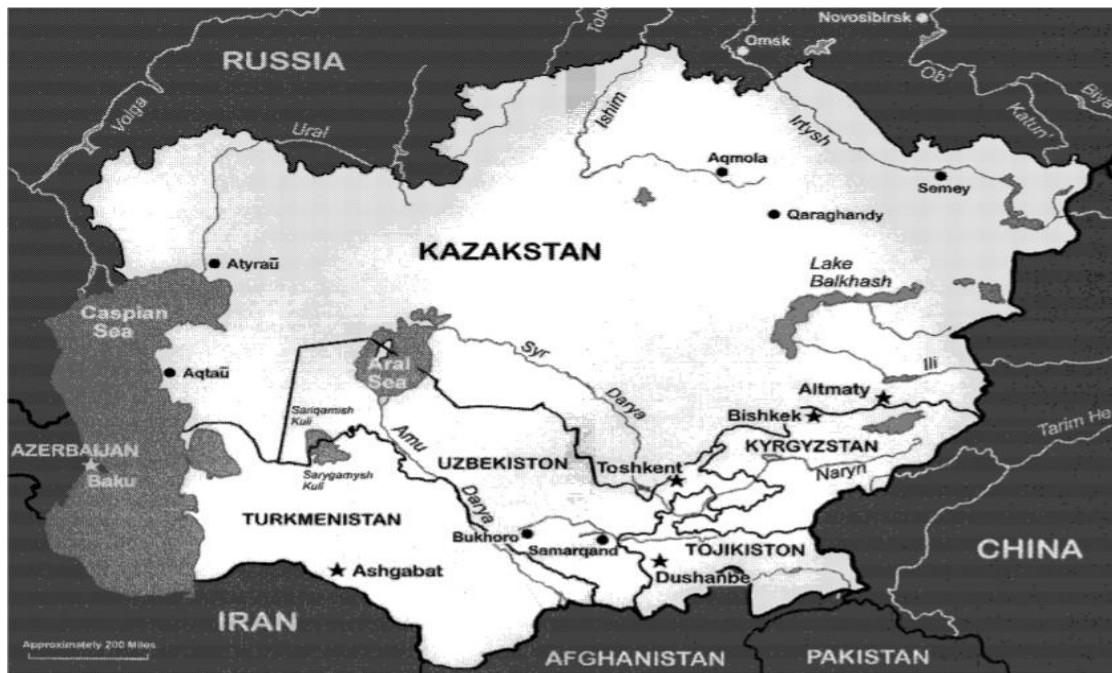 Novosibirsk
Omsk
Tob
RUSSIA
Ob'
Biya
Volga
Ural
Ishim
Irtysh
Katun'
Aqmola
Semey
Qaraghandy
KAZAKSTAN
Atyraū
Lake
Balkhash
Caspian
Sea
Syr
Aral
Sea
Ili
Aqtaū
Darya
Altmaty
Bishkek
Sariqamish
Kuli
Amu
Tarim He
AZERBAIJAN
KYRGYZSTAN
UZBEKISTON
Toshkent
Naryn
Baku
Sarygamysh
Kuli
Darya
TURKMENISTAN
Bukhoro
Samarqand
TOJIKISTON
CHINA
Ashgabat
Dushanbe
IRAN
Approximately 200 Miles
AFGHANISTAN
PAKISTAN